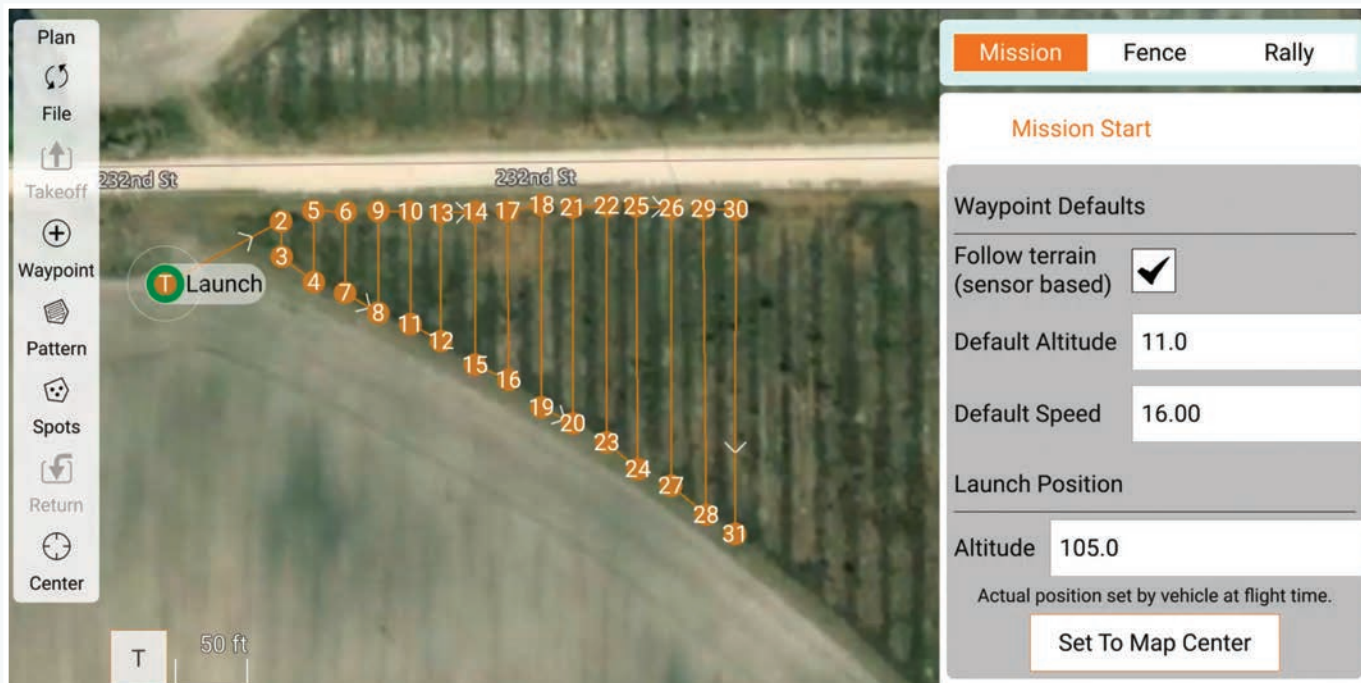 Plan
File
Takeoff
Waypoint
Pattern
Spots
Return
Center
232nd St
232nd St
2
5
6
9
10
13
14
17
18
21
22
25
26
29
30
3
4
7
8
11
12
15
16
19
20
23
24
27
28
31
T Launch
T
50 ft
Mission Fence Rally
Mission Start
Waypoint Defaults
Follow terrain
(sensor based)
Default Altitude 11.0
Default Speed 16.00
Launch Position
Altitude 105.0
Actual position set by vehicle at flight time.
Set To Map Center